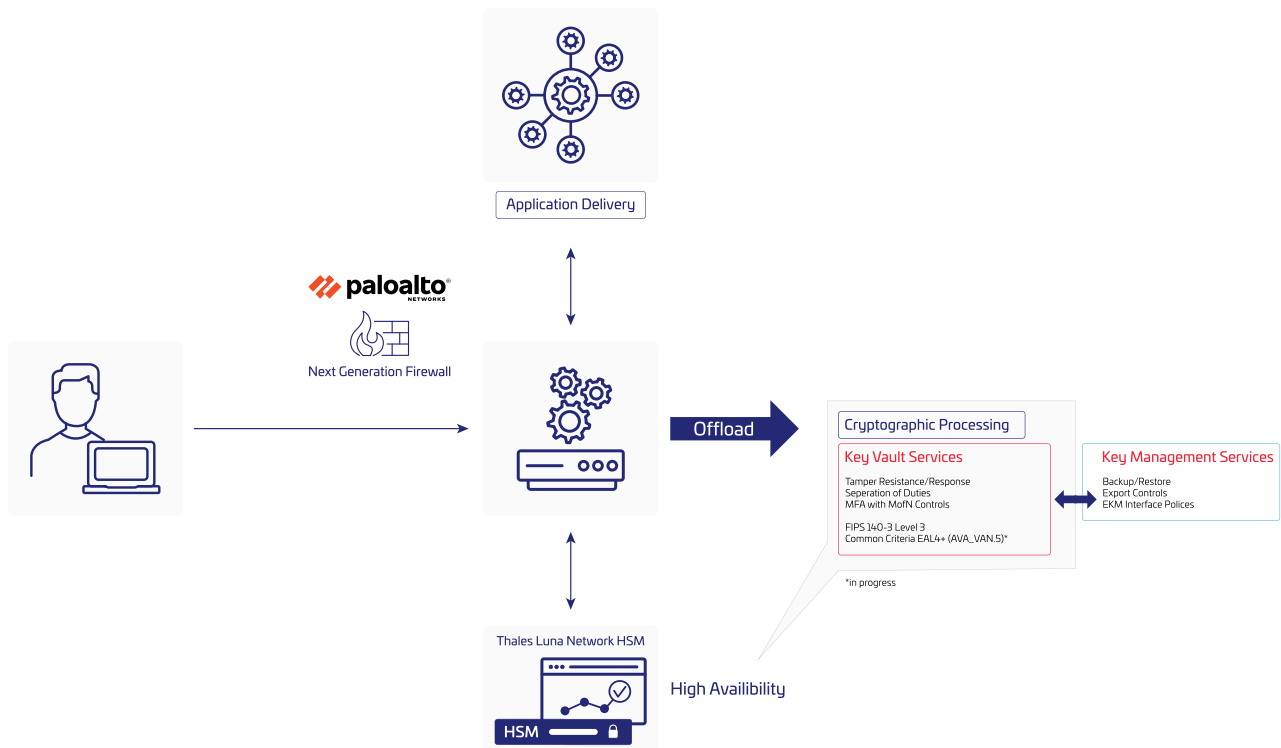 Application Delivery
paloalto®
NETWORKS
Next Generation Firewall
Offload
Cryptographic Processing
Key Vault Services
Tamper Resistance/Response
Seperation of Duties
MFA with MofN Controls
FIPS 140-3 Level 3
Common Criteria EAL4+ (AVA_VAN.5)*
*in progress
Key Management Services
Backup/Restore
Export Controls
EKM Interface Polices
Thales Luna Network HSM
HSM
High Availibility